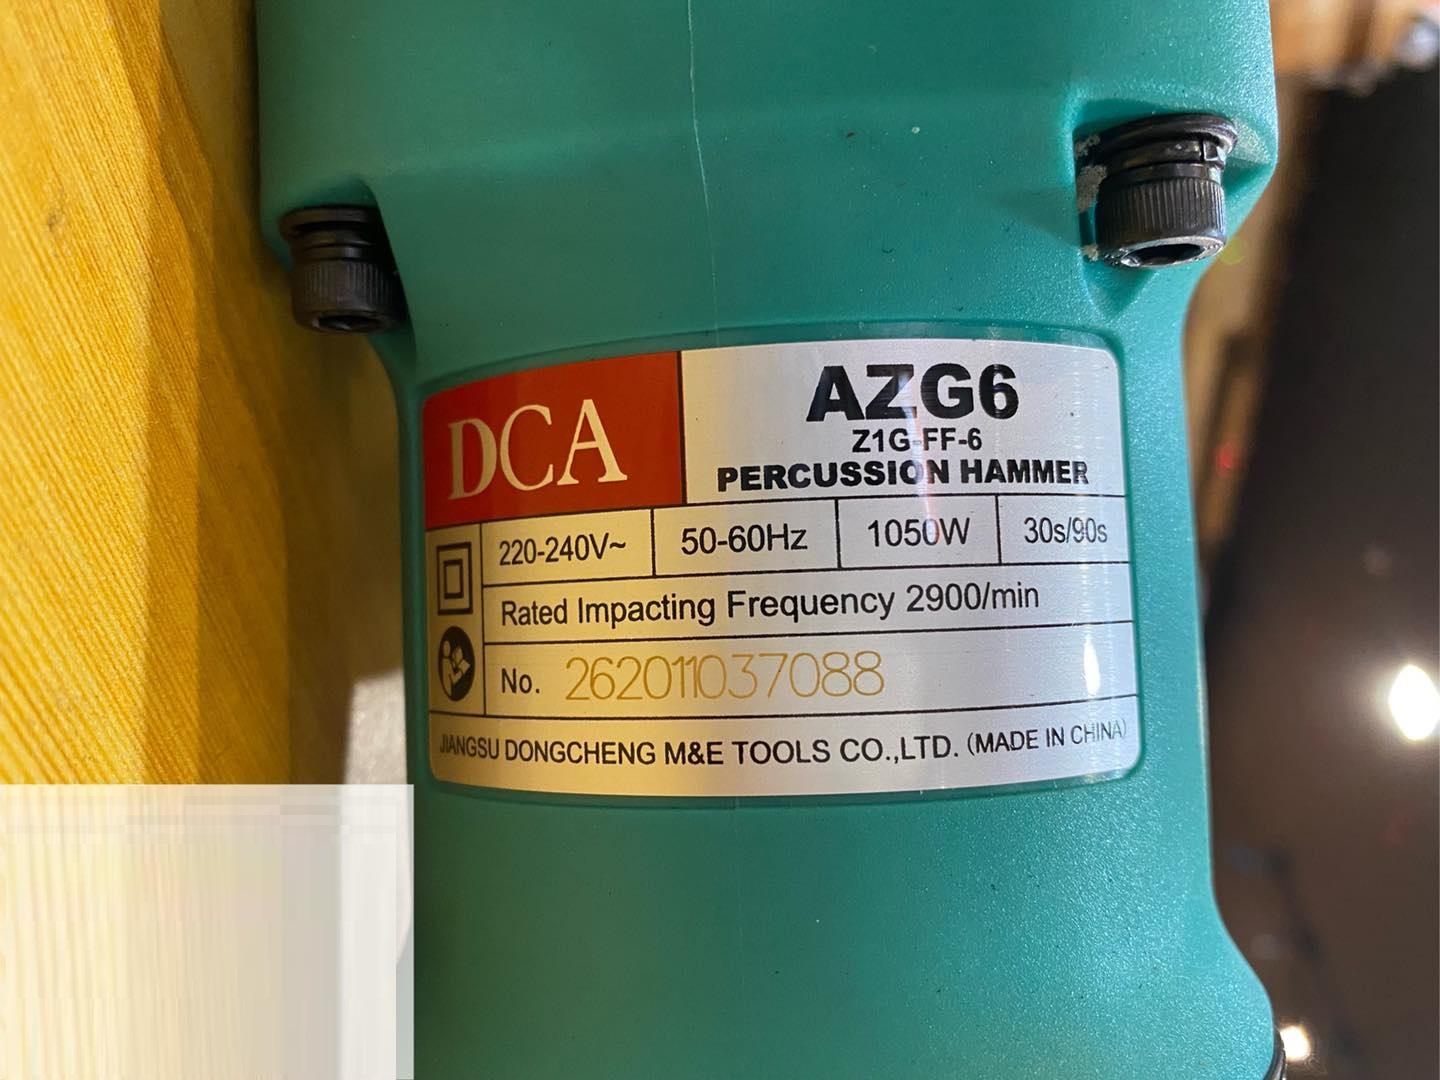 DCA
AZG6
Z1G-FF-6
PERCUSSION HAMMER
220-240V~ 50-60Hz 1050W 30s/90s
Rated Impacting Frequency 2900/min
No. 262011037088
JIANGSU DONGCHENG M&E TOOLS CO.,LTD. (MADE IN CHINA)